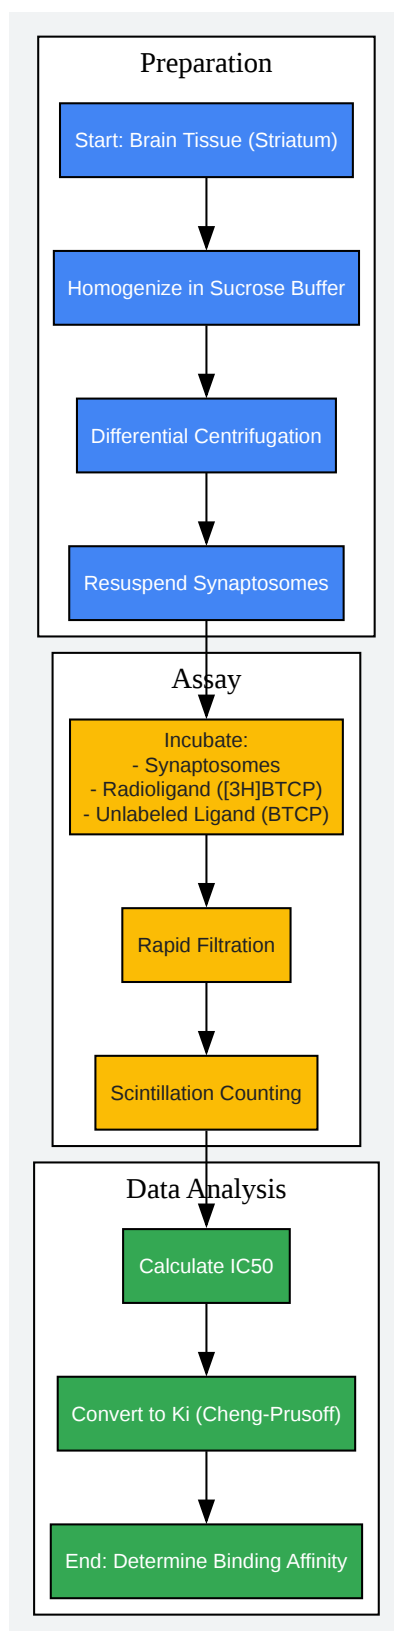 Preparation
Start: Brain Tissue (Striatum)
Homogenize in Sucrose Buffer
Differential Centrifugation
Resuspend Synaptosomes
Assay
Incubate:
- Synaptosomes
- Radioligand ([3H]BTCP)
- Unlabeled Ligand (BTCP)
Rapid Filtration
Scintillation Counting
Data Analysis
Calculate IC50
Convert to Ki (Cheng-Prusoff)
End: Determine Binding Affinity